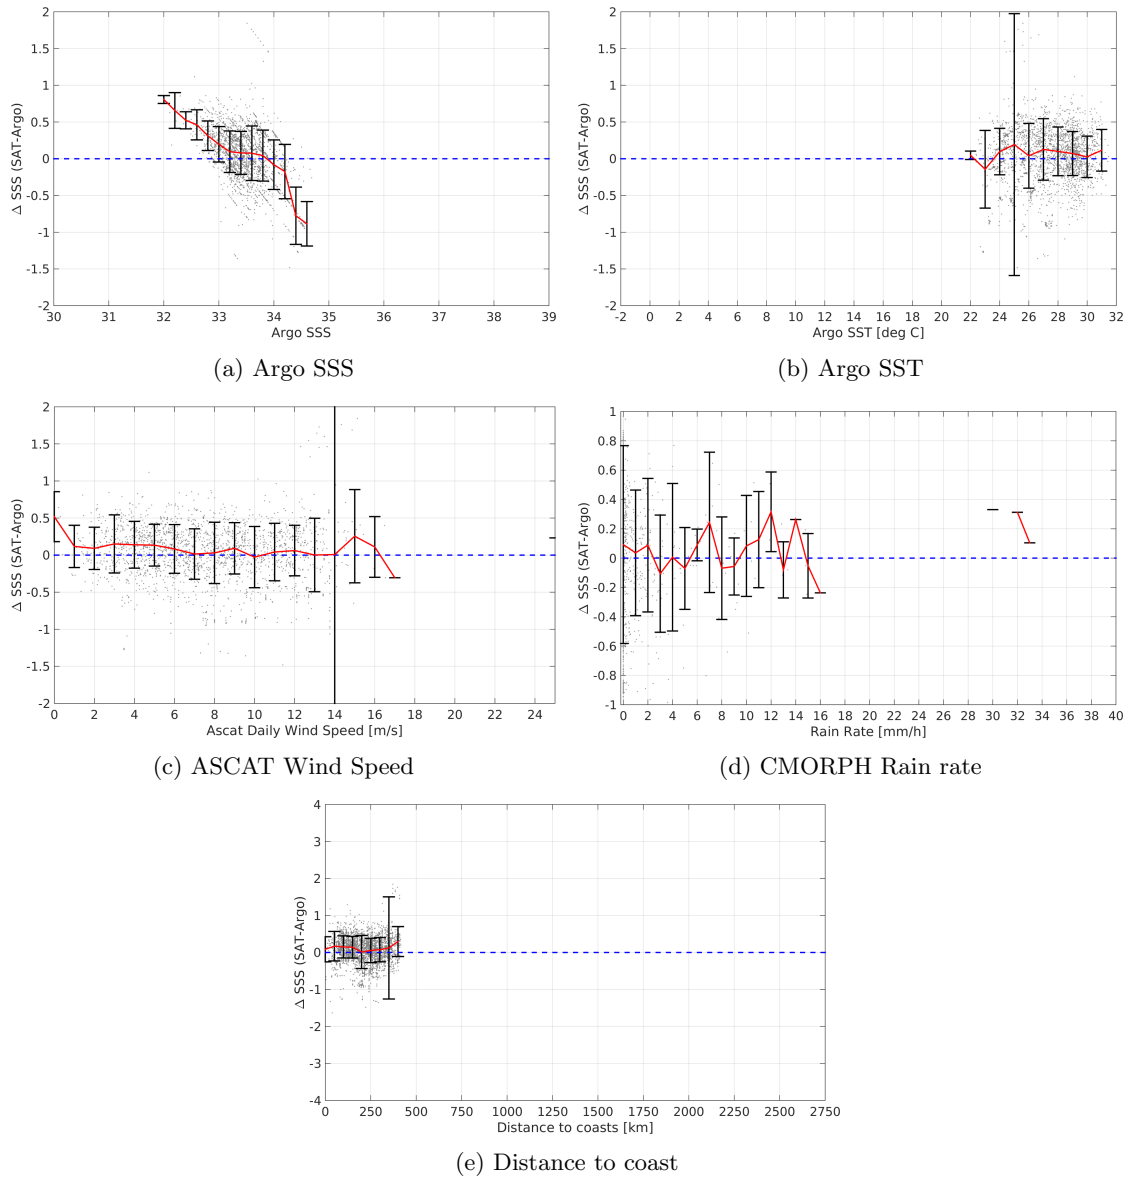 2
1.5
1
0.5
0
-0.5
-1
-1.5
-2
Δ SSS (SAT-Argo)
30 31 32 33 34 35 36 37 38 39
Argo SSS
(a) Argo SSS
2
1.5
1
0.5
0
-0.5
-1
-1.5
-2
Δ SSS (SAT-Argo)
-2 0 2 4 6 8 10 12 14 16 18 20 22 24 26 28 30 32
Argo SST [deg C]
(b) Argo SST
2
1.5
1
0.5
0
-0.5
-1
-1.5
-2
Δ SSS (SAT-Argo)
0 2 4 6 8 10 12 14 16 18 20 22 24
Ascat Daily Wind Speed [m/s]
(c) ASCAT Wind Speed
1
0.8
0.6
0.4
0.2
0
-0.2
-0.4
-0.6
-0.8
-1
Δ SSS (SAT-Argo)
0 2 4 6 8 10 12 14 16 18 20 22 24 26 28 30 32 34 36 38 40
Rain Rate [mm/h]
(d) CMORPH Rain rate
4
3
2
1
0
-1
-2
-3
-4
Δ SSS (SAT-Argo)
0 250 500 750 1000 1250 1500 1750 2000 2250 2500 2750
Distance to coasts [km]
(e) Distance to coast